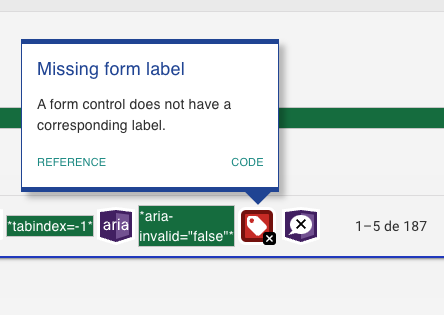 Missing form label
A form control does not have a
corresponding label.
REFERENCE CODE
*tabindex=-1* aria *aria-
invalid="false"* 1–5 de 187